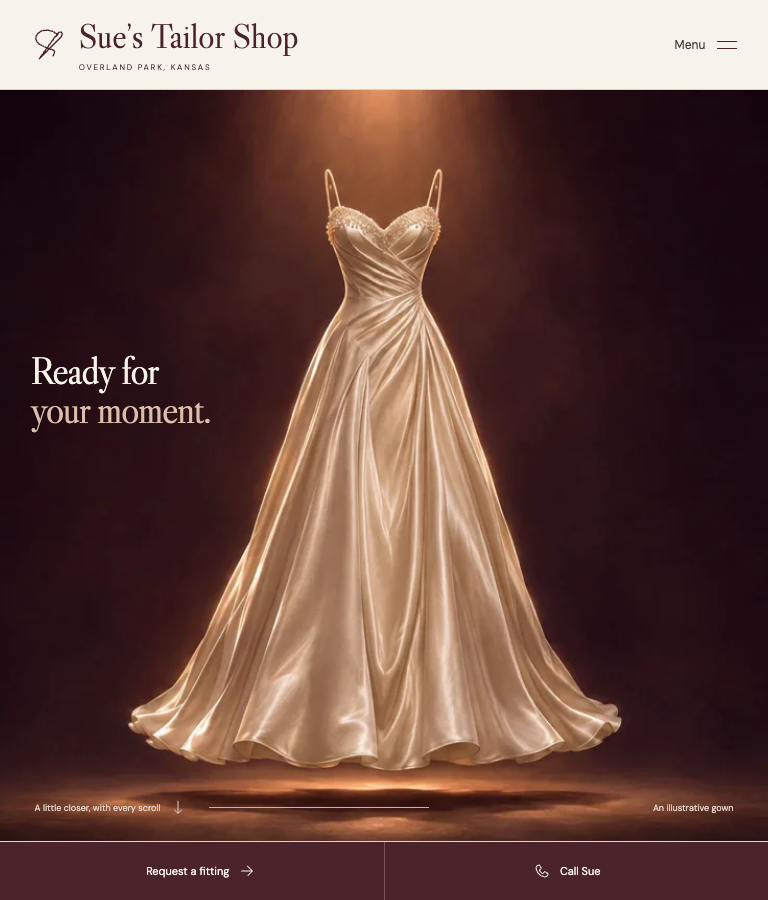 Sue's Tailor Shop
OVERLAND PARK, KANSAS
Menu
Ready for
your moment.
A little closer, with every scroll
An illustrative gown
Request a fitting
Call Sue